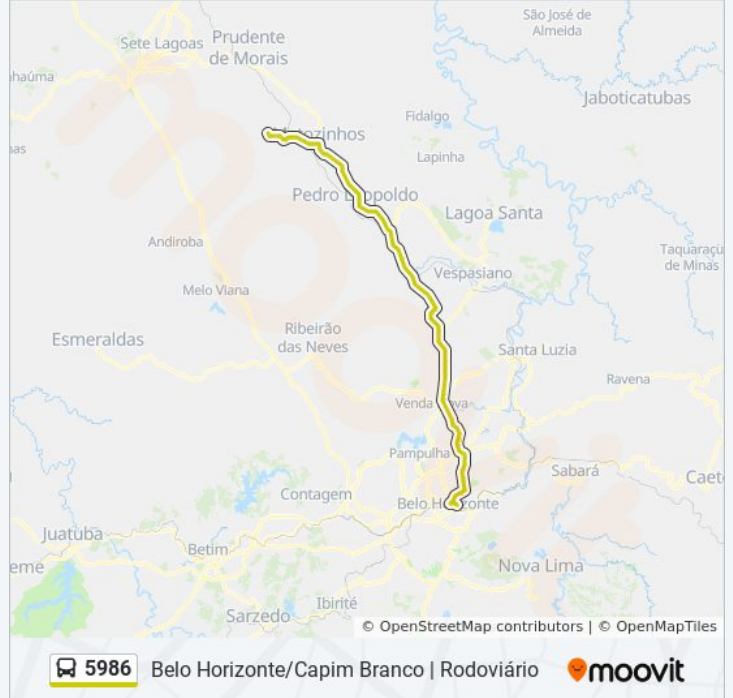 São José de
Almeida
Prudente
de Morais
Sete Lagoas
Jaboticatubas
Fidalgo
Lapinha
Pedro Leopoldo
Lagoa Santa
Andiroba
Taquaraçu
de Minas
Vespasiano
Melo Viana
Ribeirão
das Neves
Esmeraldas
Santa Luzia
Ravena
Venda Nova
Pampulha
Sabará
Contagem
Belo Horizonte
Juatuba
Betim
Nova Lima
Ibirité
Sarzedo
© OpenStreetMap contributors | © OpenMapTiles
5986 Belo Horizonte/Capim Branco | Rodoviário moovit